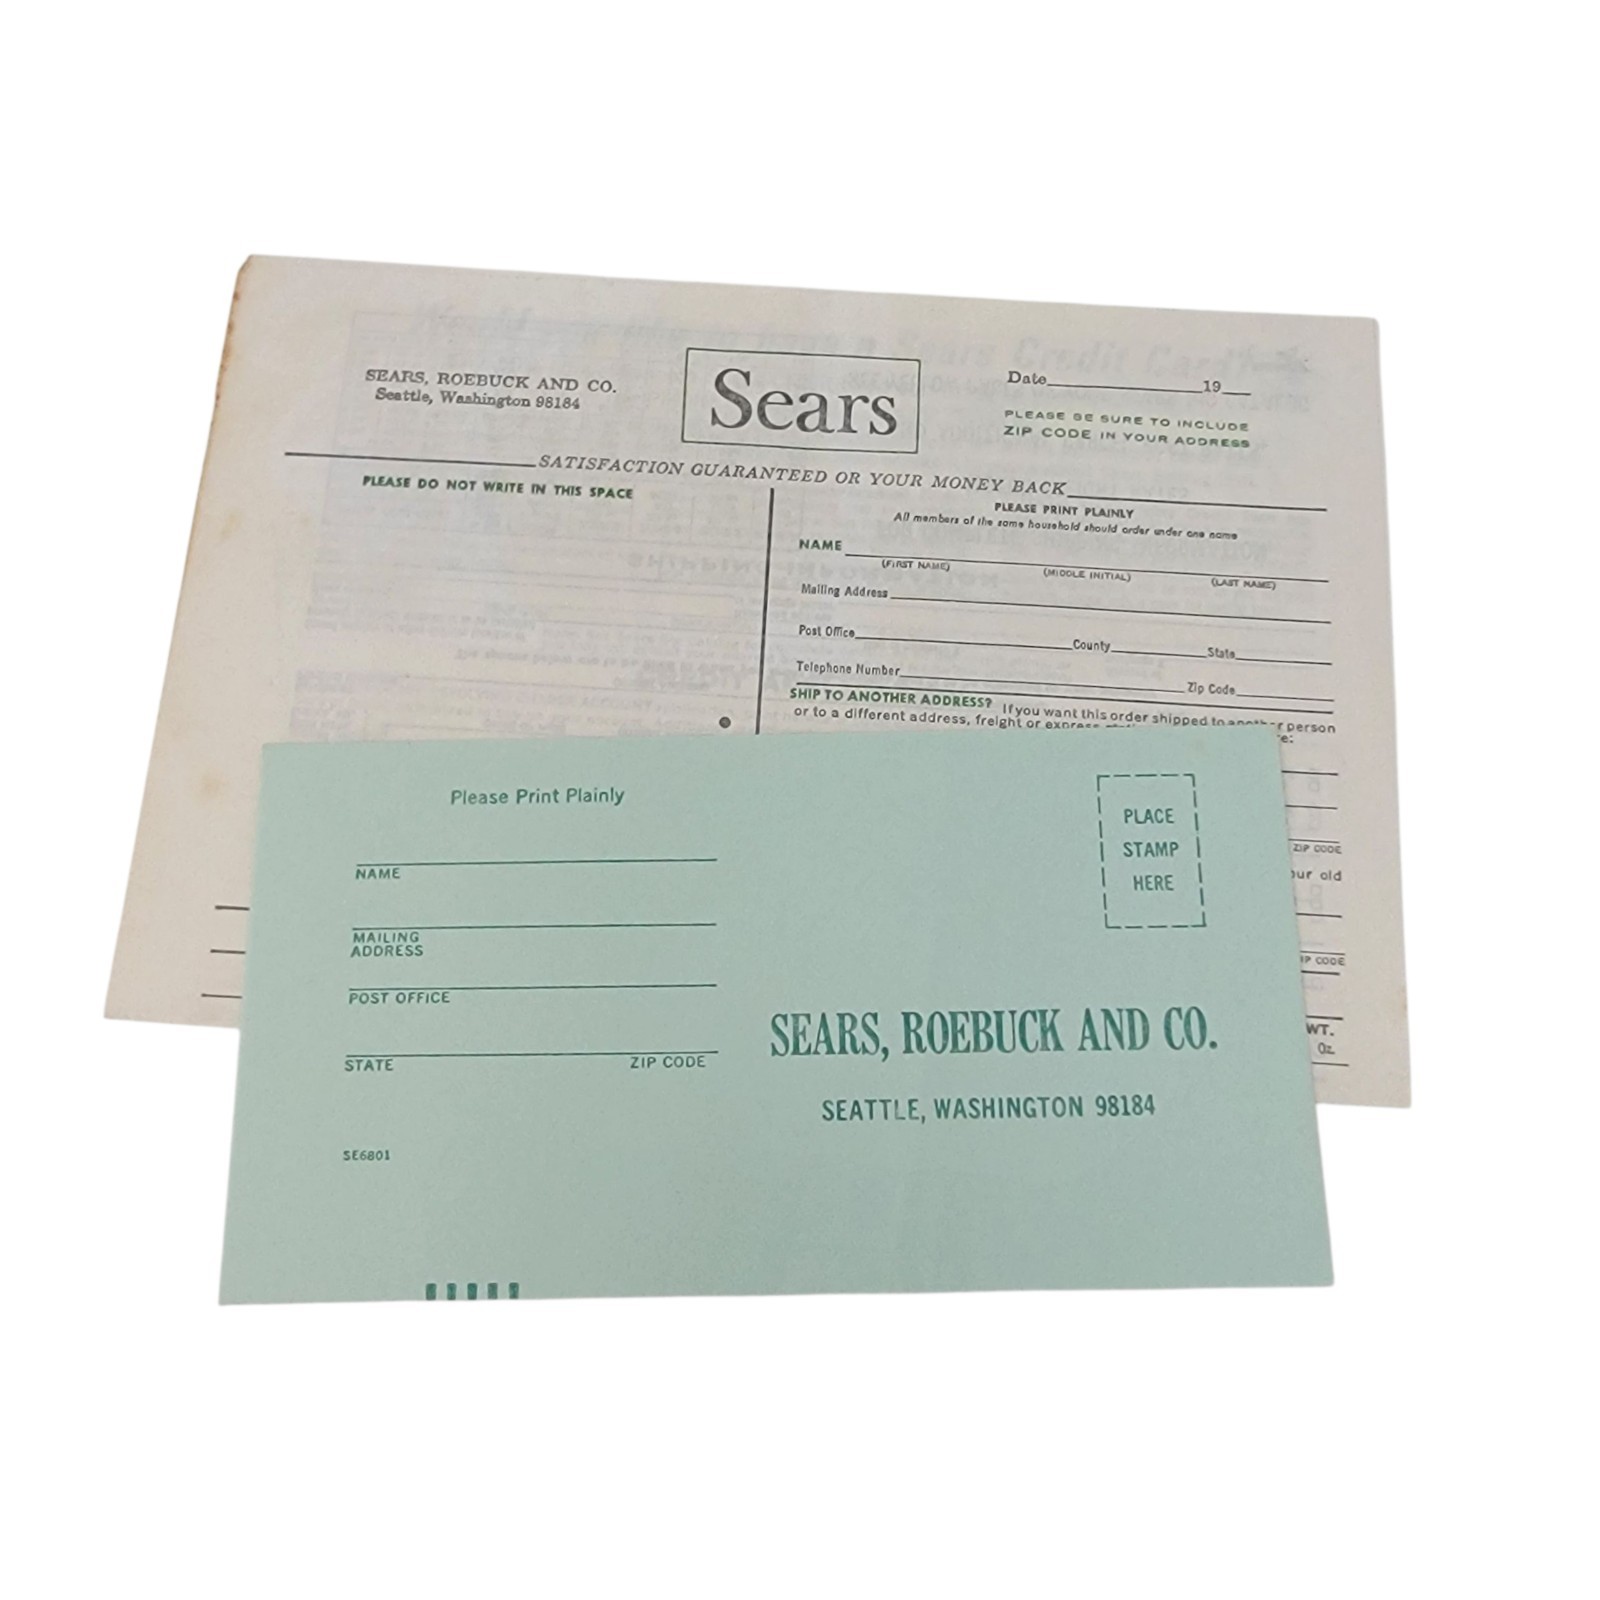 SEARS, ROEBUCK AND CO.
Seattle, Washington 98184
Sears
Date 19
PLEASE BE SURE TO INCLUDE
ZIP CODE IN YOUR ADDRESS
SATISFACTION GUARANTEED OR YOUR MONEY BACK
PLEASE DO NOT WRITE IN THIS SPACE
PLEASE PRINT PLAINLY
All members of the same household should order under one name
NAME
(FIRST NAME) (MIDDLE INITIAL) (LAST NAME)
Mailing Address
Post Office County State
Telephone Number Zip Code
SHIP TO ANOTHER ADDRESS? If you want this order shipped to another person
or to a different address, freight or express
ZIP CODE
old
CODE
WT.
Oz.
Please Print Plainly
NAME
MAILING
ADDRESS
POST OFFICE
STATE ZIP CODE
SE6801
PLACE
STAMP
HERE
SEARS, ROEBUCK AND CO.
SEATTLE, WASHINGTON 98184